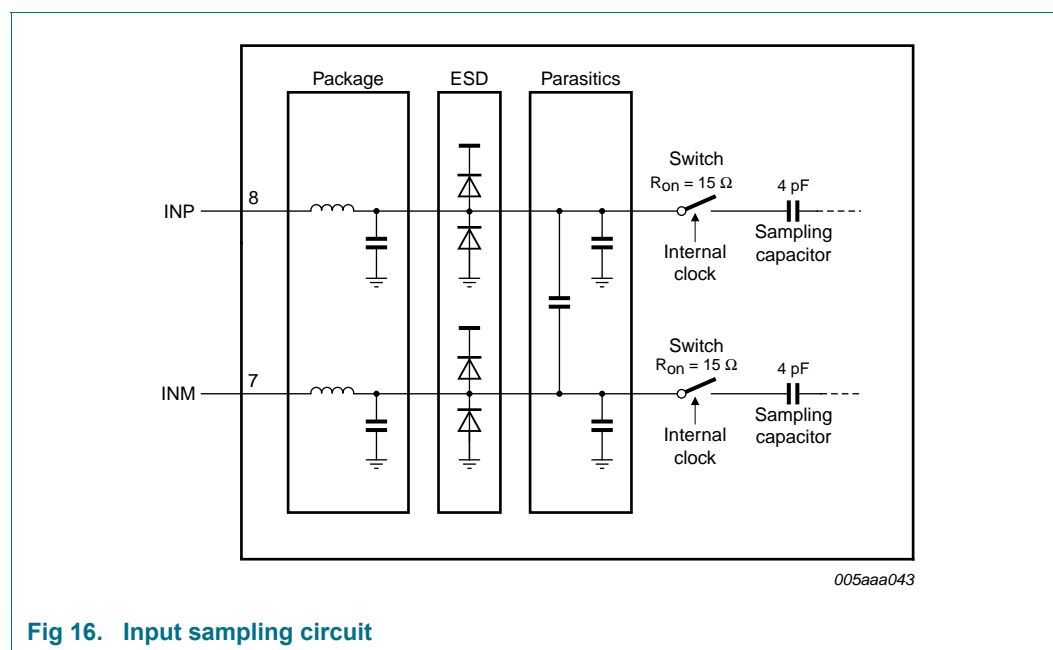 Package
ESD
Parasitics
Switch
Ron = 15 Ω
4 pF
INP
8
Internal
clock
Sampling
capacitor
Switch
Ron = 15 Ω
4 pF
INM
7
Internal
clock
Sampling
capacitor
005aaa043
Fig 16. Input sampling circuit